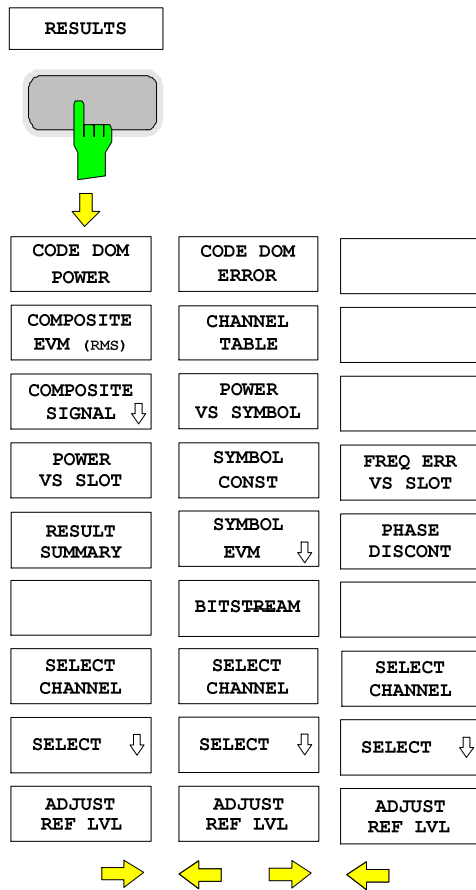 RESULTS
CODE DOM
POWER
COMPOSITE
EVM (RMS)
COMPOSITE
SIGNAL
POWER
VS SLOT
RESULT
SUMMARY
SELECT
CHANNEL
SELECT
ADJUST
REF LVL
CODE DOM
ERROR
CHANNEL
TABLE
POWER
VS SYMBOL
SYMBOL
CONST
SYMBOL
EVM
BITSTREAM
SELECT
CHANNEL
SELECT
ADJUST
REF LVL
FREQ ERR
VS SLOT
PHASE
DISCONT
SELECT
CHANNEL
SELECT
ADJUST
REF LVL